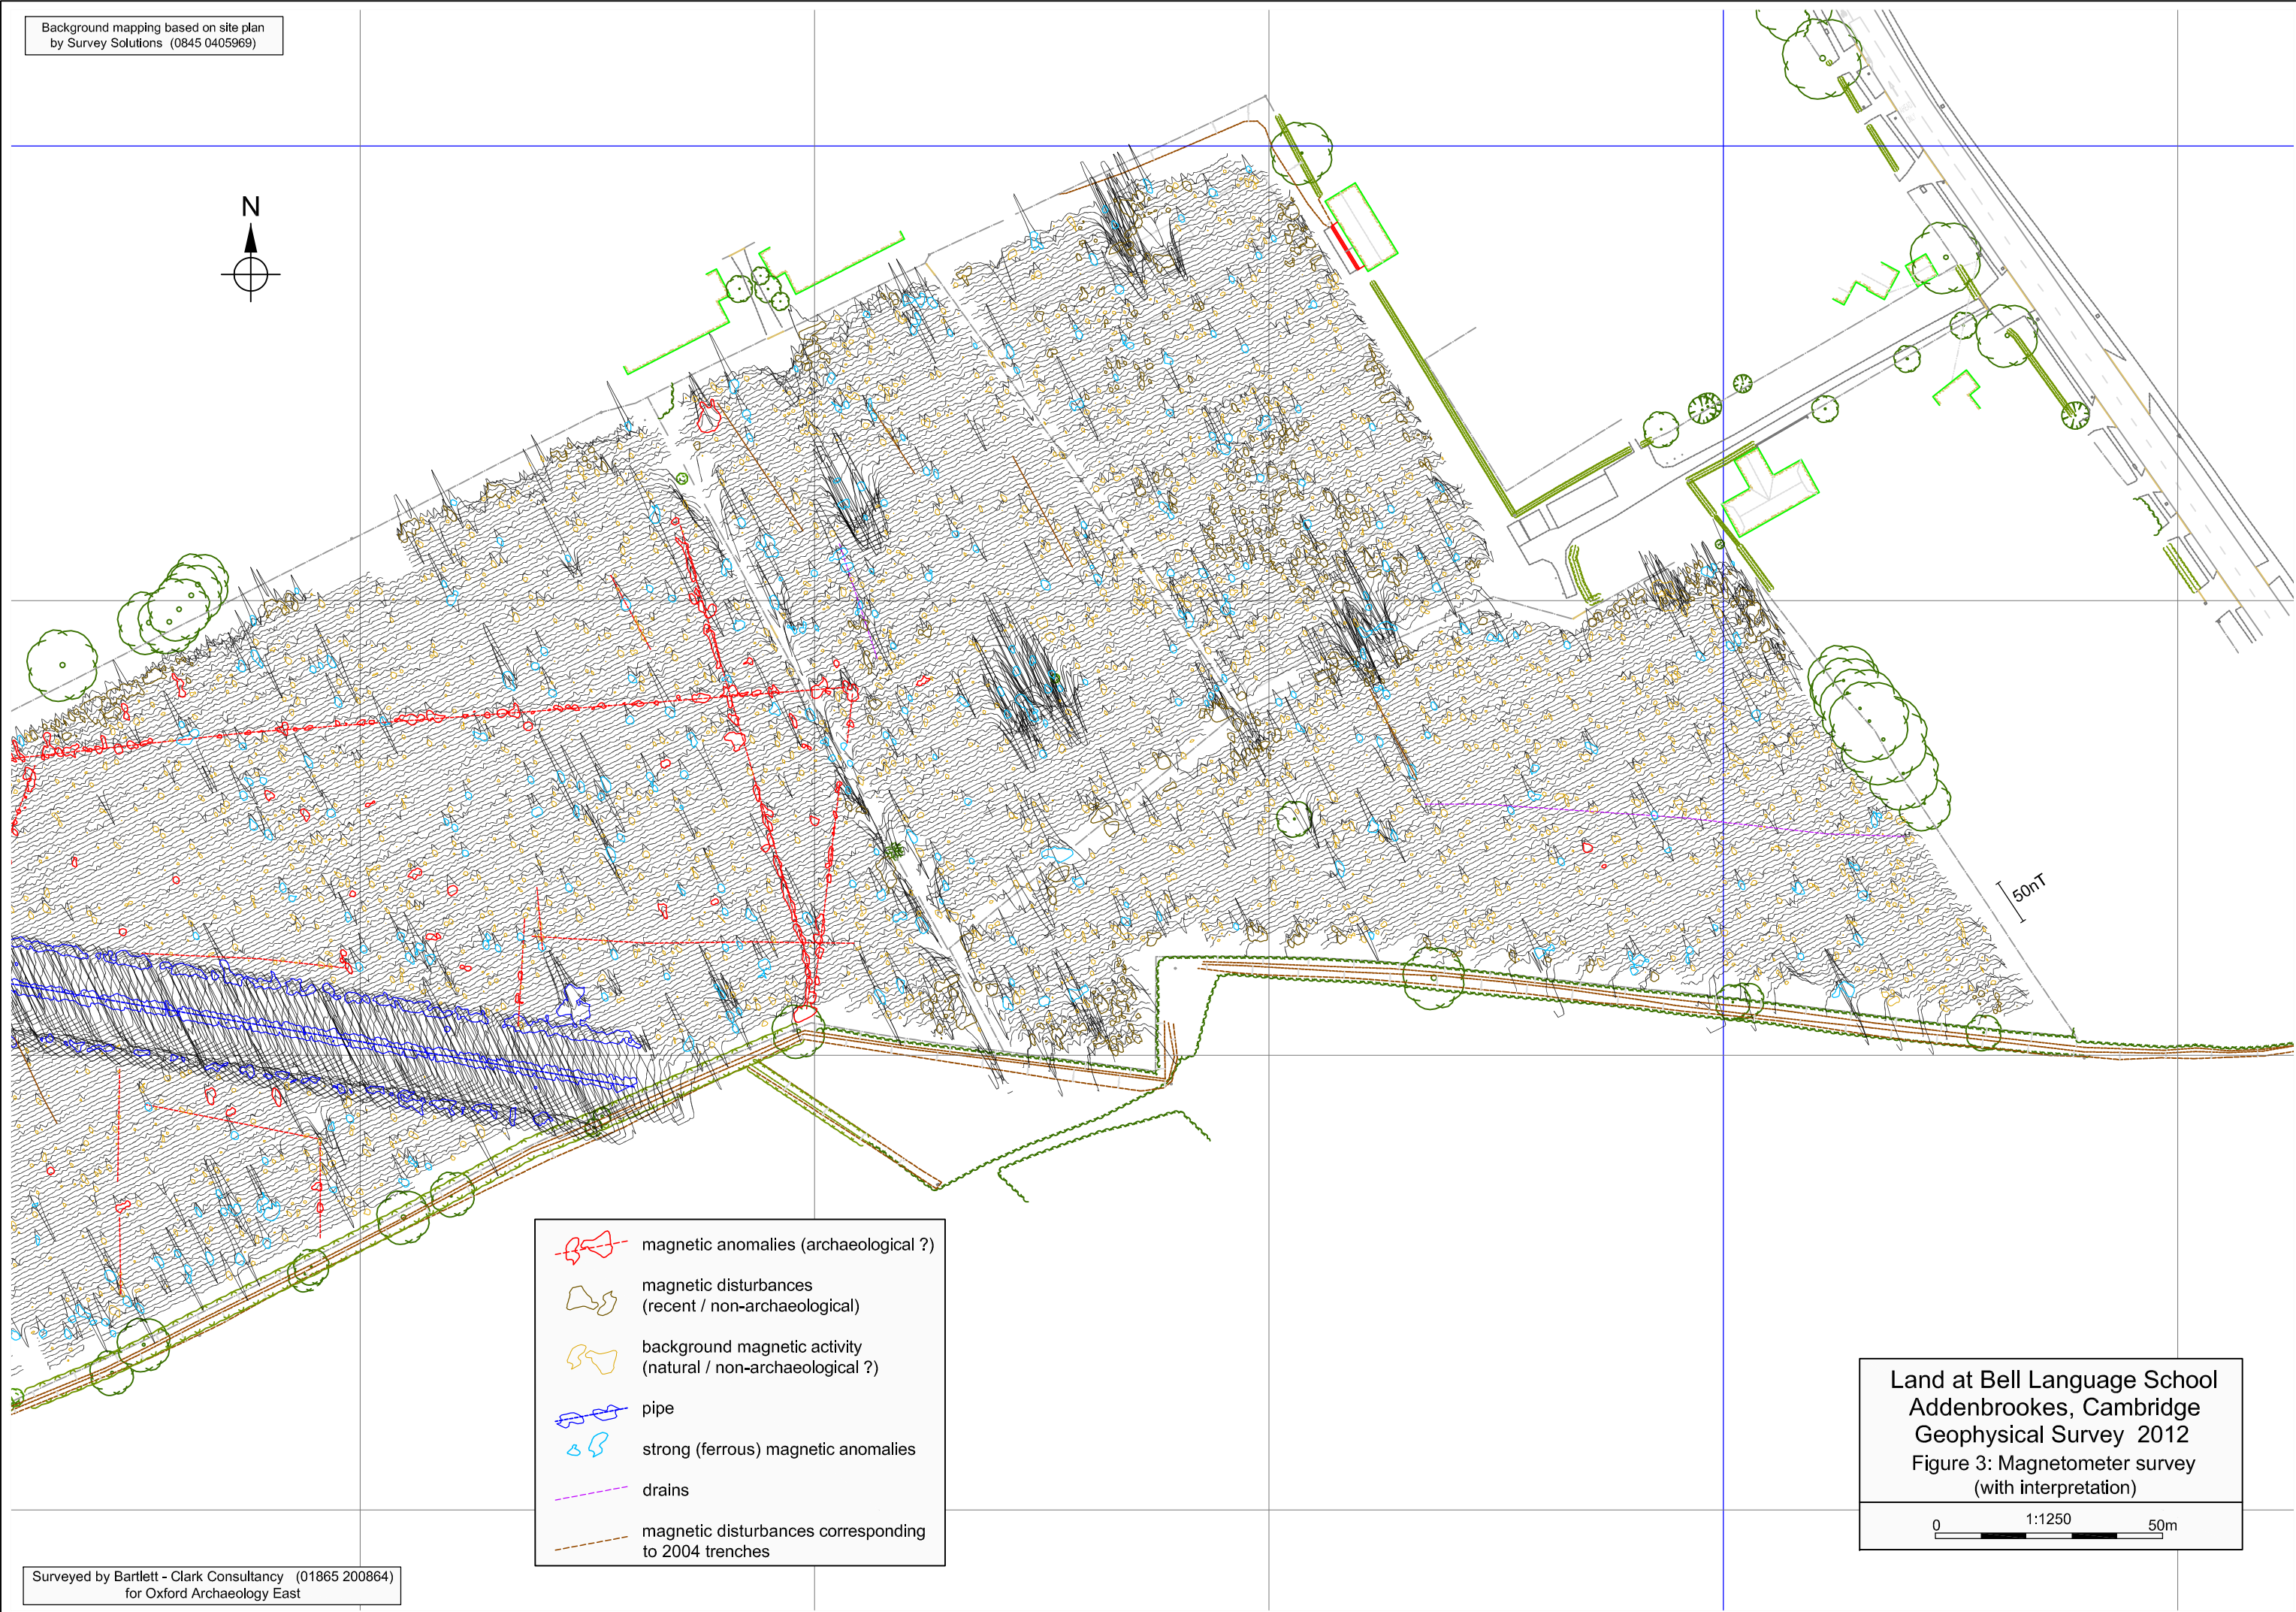 Background mapping based on site plan
by Survey Solutions (0845 0405969)
N
50nT
magnetic anomalies (archaeological ?)
magnetic disturbances
(recent / non-archaeological)
background magnetic activity
(natural / non-archaeological ?)
pipe
strong (ferrous) magnetic anomalies
drains
magnetic disturbances corresponding
to 2004 trenches
Land at Bell Language School
Addenbrookes, Cambridge
Geophysical Survey 2012
Figure 3: Magnetometer survey
(with interpretation)
0 1:1250 50m
Surveyed by Bartlett - Clark Consultancy (01865 200864)
for Oxford Archaeology East